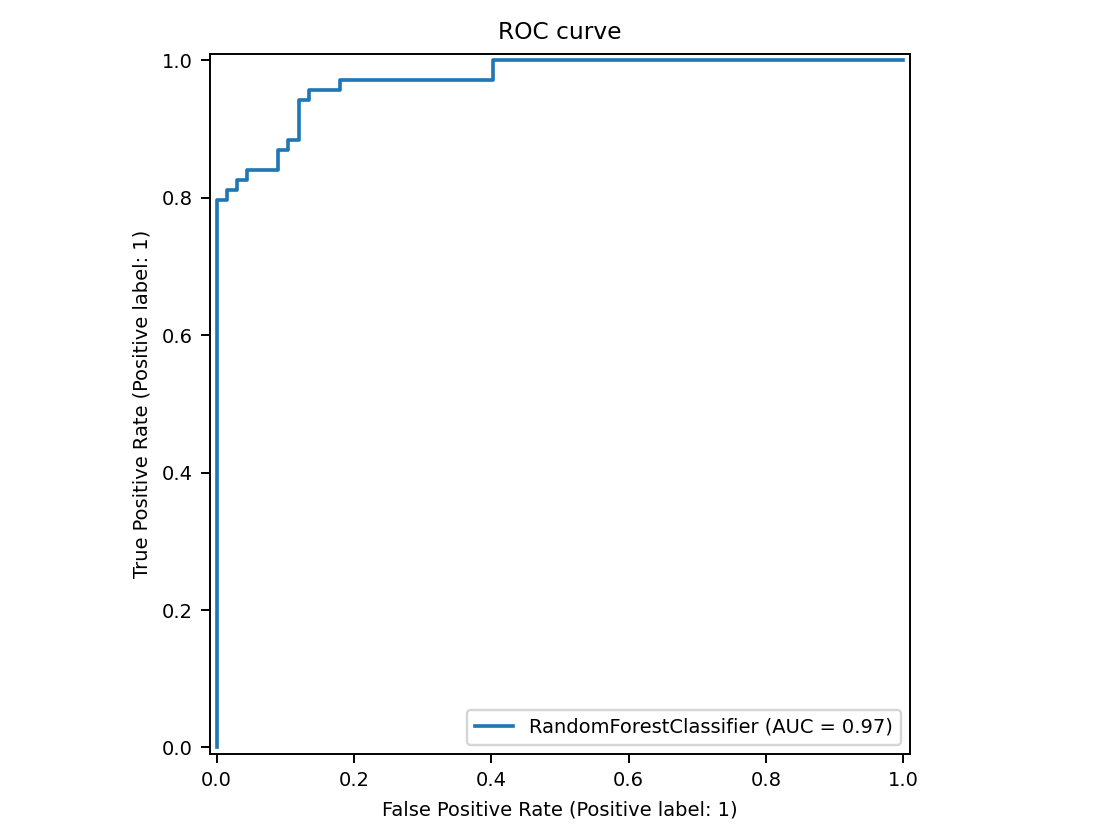 ROC curve
1.0
0.8
0.6
0.4
0.2
0.0
True Positive Rate (Positive label: 1)
RandomForestClassifier (AUC = 0.97)
0.0 0.2 0.4 0.6 0.8 1.0
False Positive Rate (Positive label: 1)